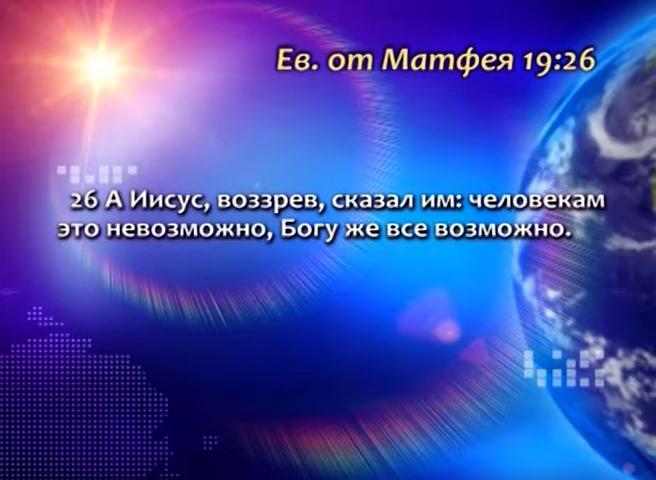 Ев. от Матфея 19:26
26 А Иисус, воззрев, сказал им: человекам
это невозможно, Богу же все возможно.